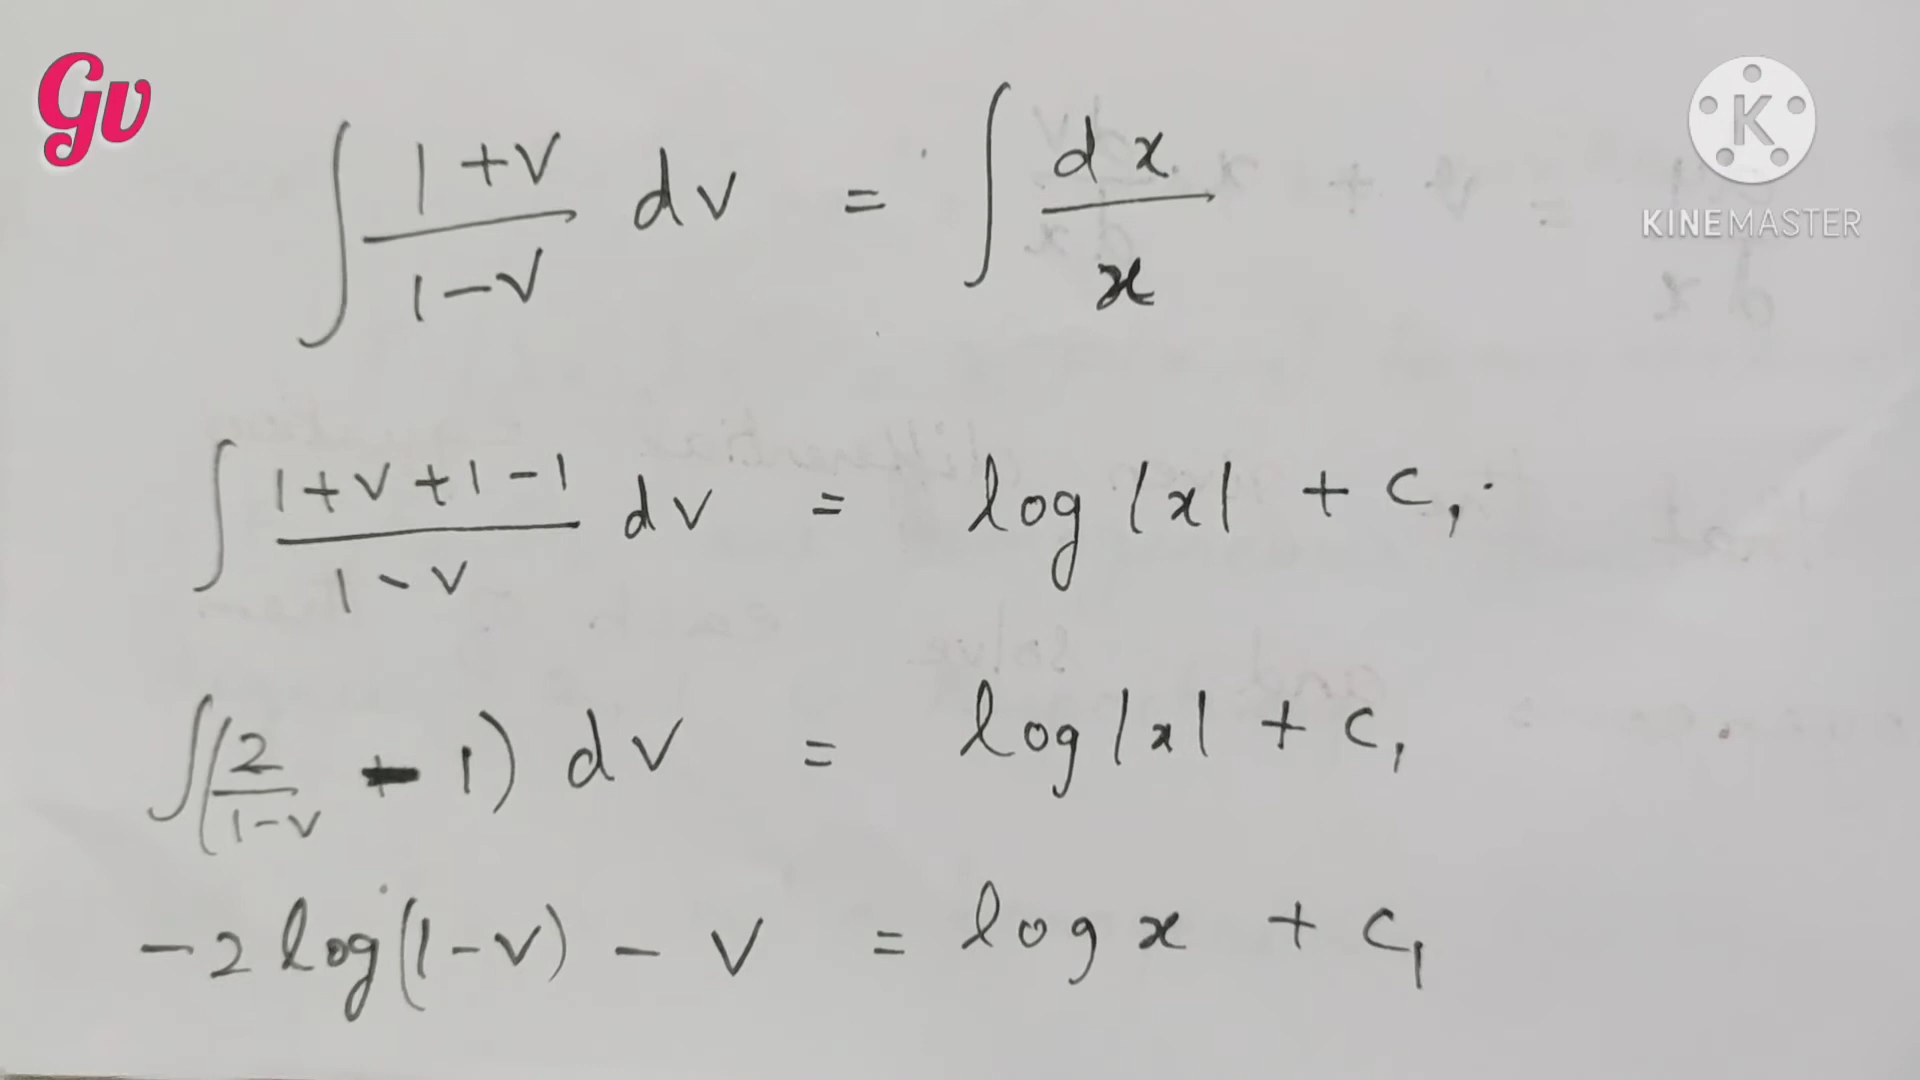 Gv
KINEMASTER
∫ (1+v)/(1-v) dv = ∫ dx/x
∫ (1+v+1-1)/(1-v) dv = log |x| + C₁
∫(2/(1-v) - 1) dv = log |x| + C₁
-2 log(1-v) - v = log x + C₁